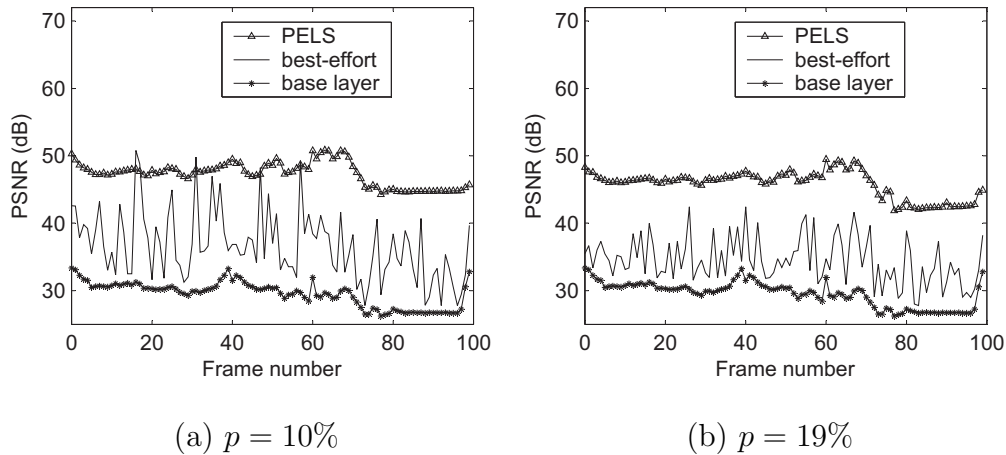 70
60
50
40
30
0 20 40 60 80 100
PSNR (dB)
Frame number
PELS
best-effort
base layer
(a) p = 10%
70
60
50
40
30
0 20 40 60 80 100
PSNR (dB)
Frame number
PELS
best-effort
base layer
(b) p = 19%